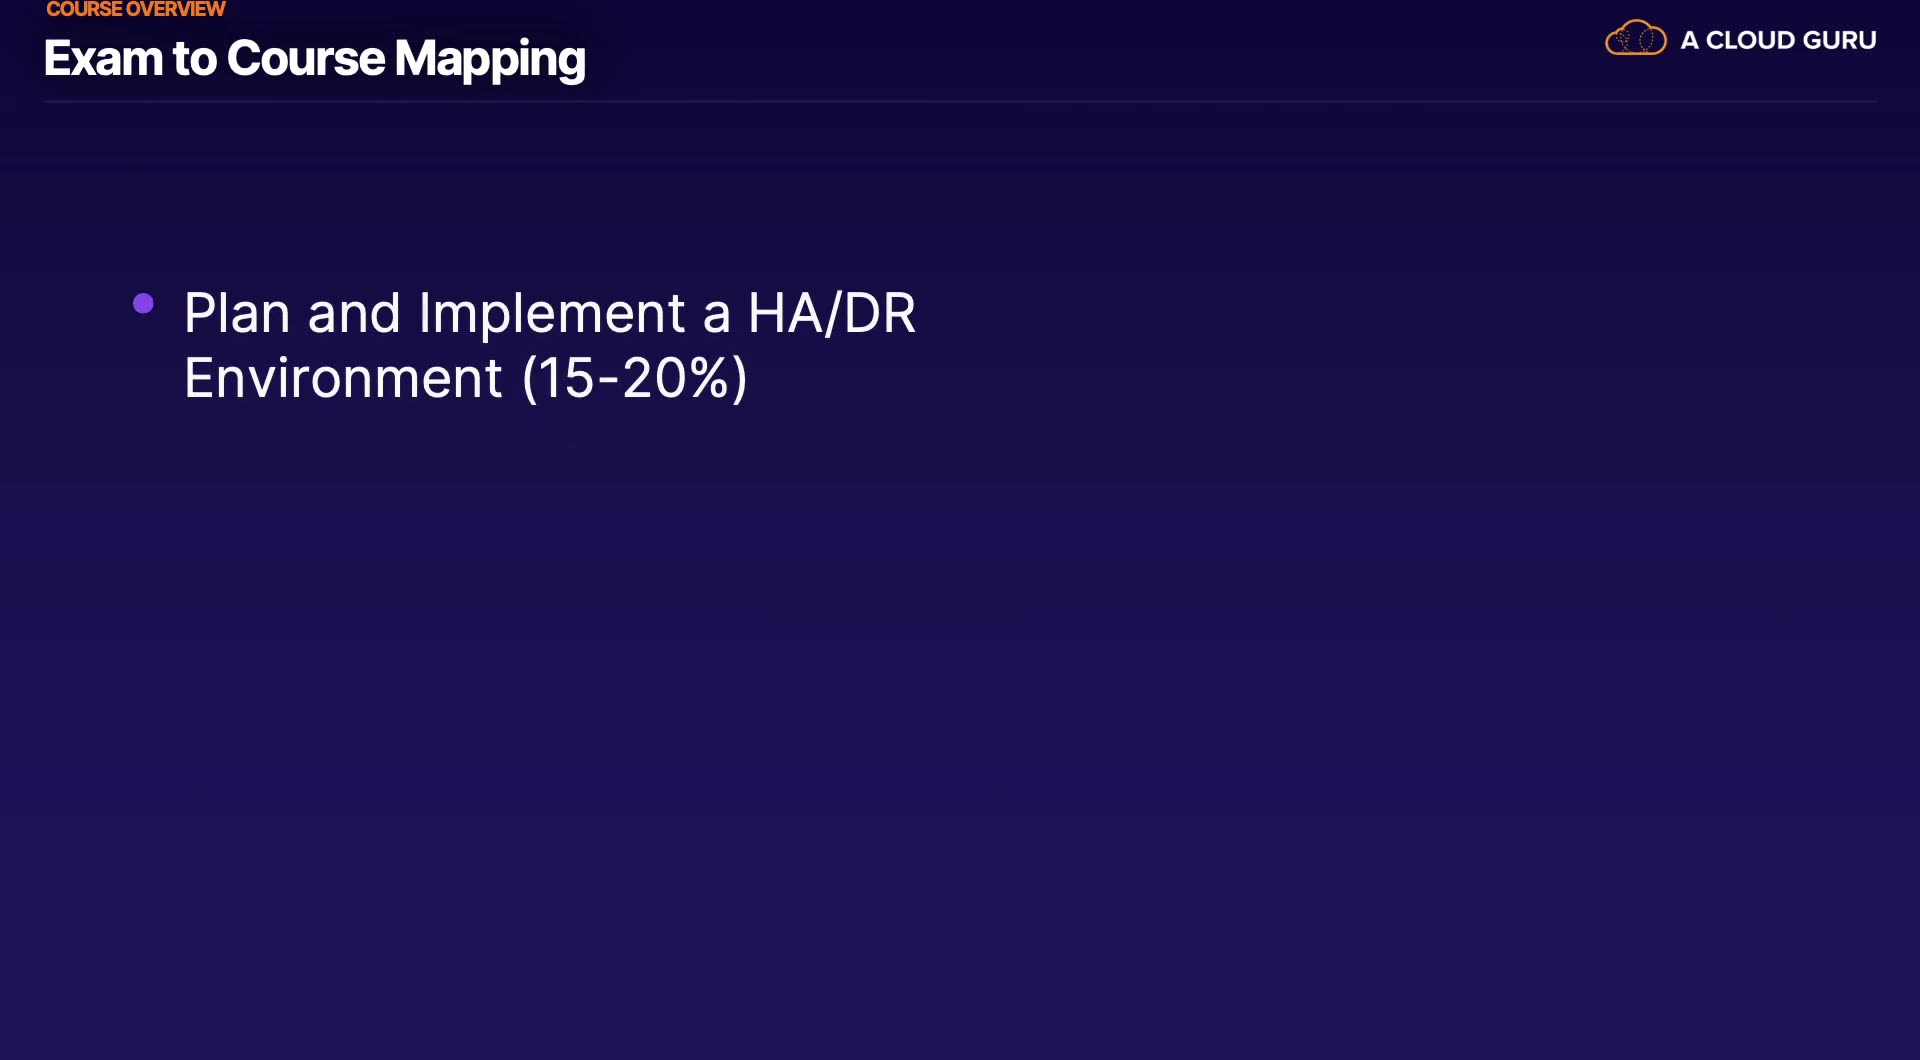 COURSE OVERVIEW
Exam to Course Mapping
A CLOUD GURU
Plan and Implement a HA/DR
Environment (15-20%)